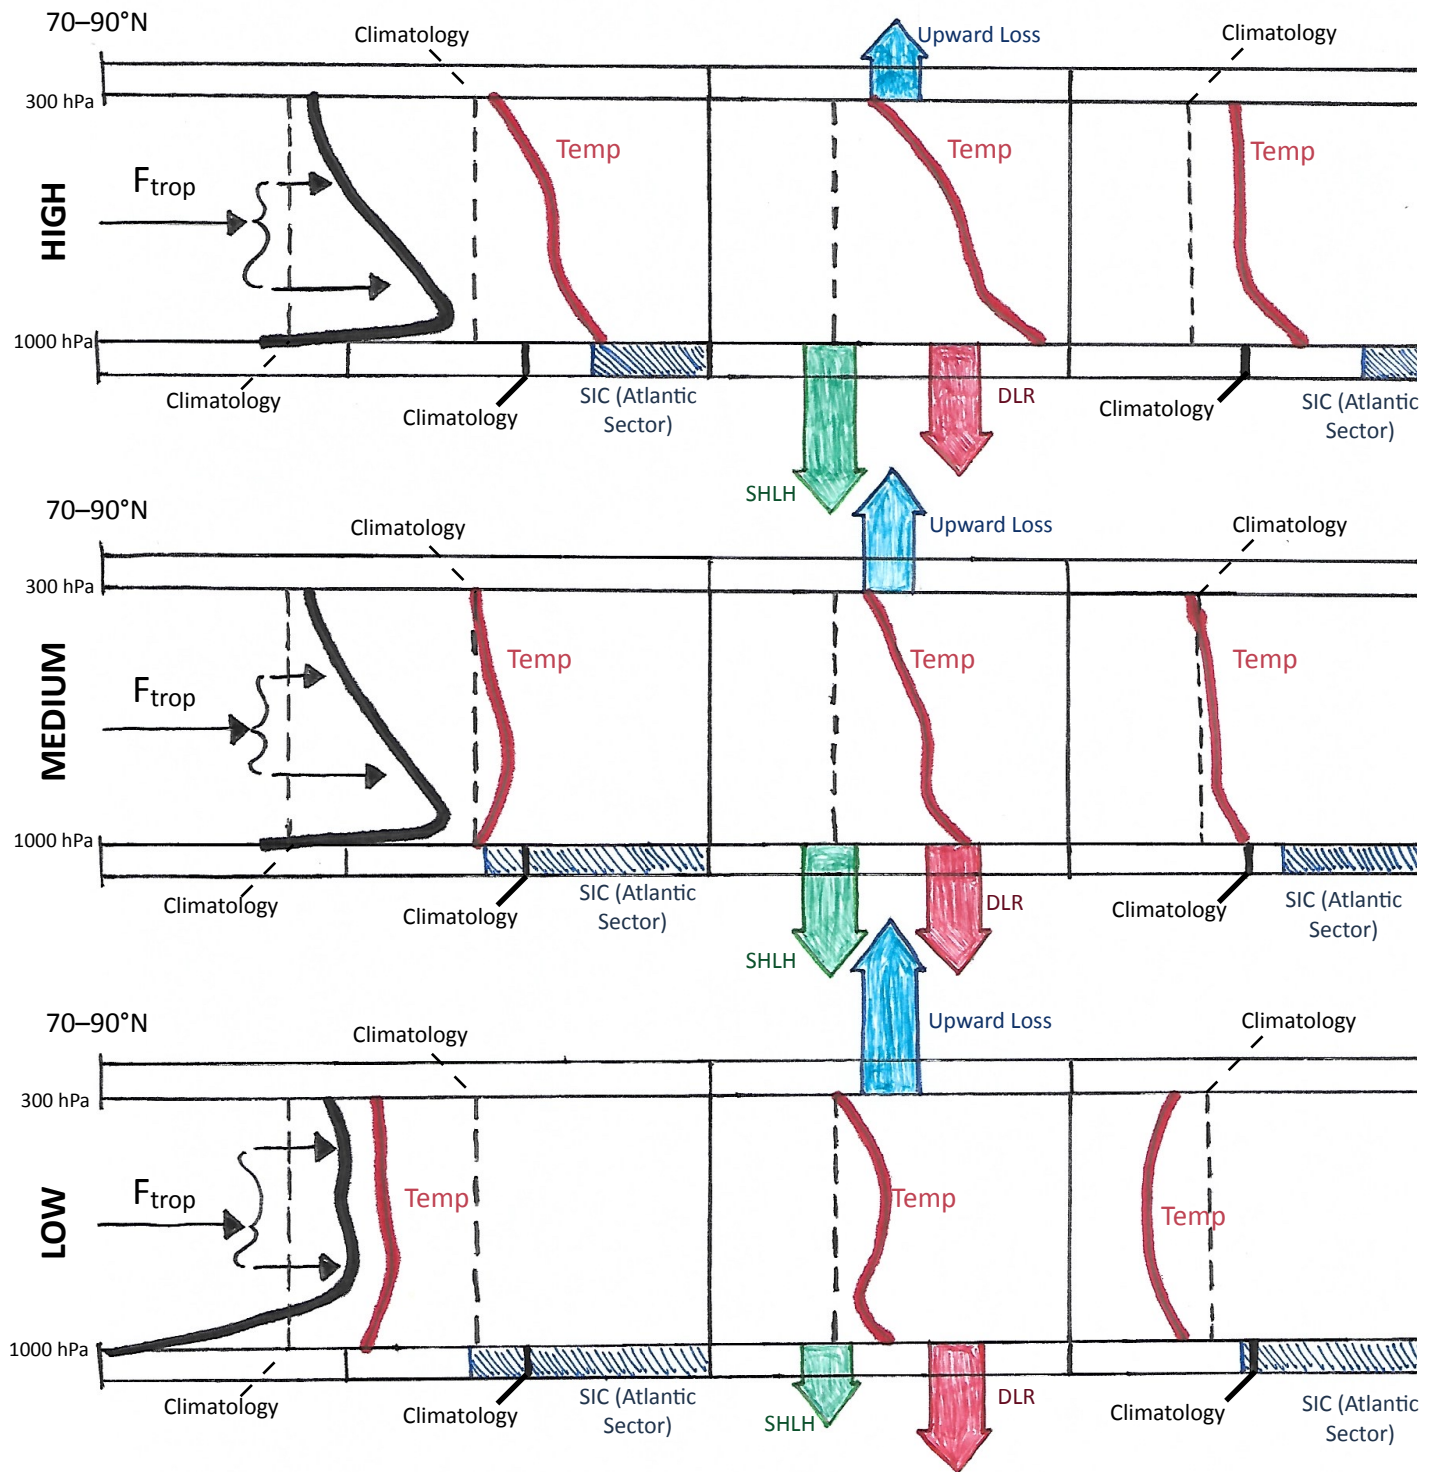 70–90°N
Climatology
Upward Loss
Climatology
300 hPa
Temp
Temp
Temp
Ftrop
HIGH
1000 hPa
Climatology
Climatology
SIC (Atlantic
Sector)
DLR
Climatology
SIC (Atlantic
Sector)
SHLH
70–90°N
Climatology
Upward Loss
Climatology
300 hPa
Temp
Temp
Temp
Ftrop
MEDIUM
1000 hPa
Climatology
Climatology
SIC (Atlantic
Sector)
DLR
Climatology
SIC (Atlantic
Sector)
SHLH
70–90°N
Climatology
Upward Loss
Climatology
300 hPa
Temp
Temp
Temp
Ftrop
LOW
1000 hPa
Climatology
Climatology
SIC (Atlantic
Sector)
DLR
Climatology
SIC (Atlantic
Sector)
SHLH